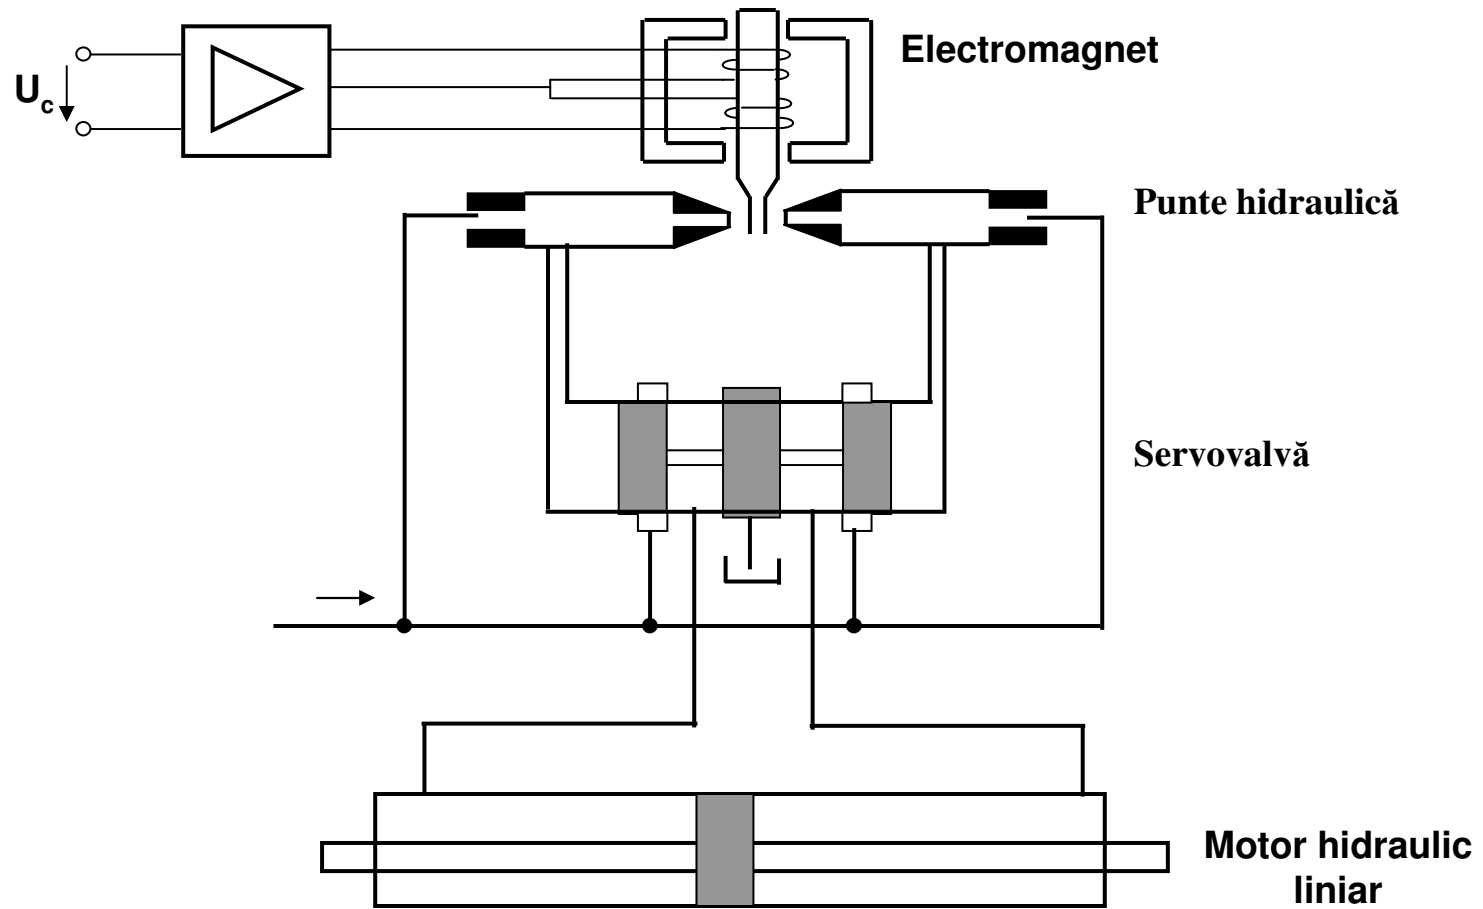 Electromagnet
Uc
Punte hidraulică
Servovalvă
Motor hidraulic
liniar